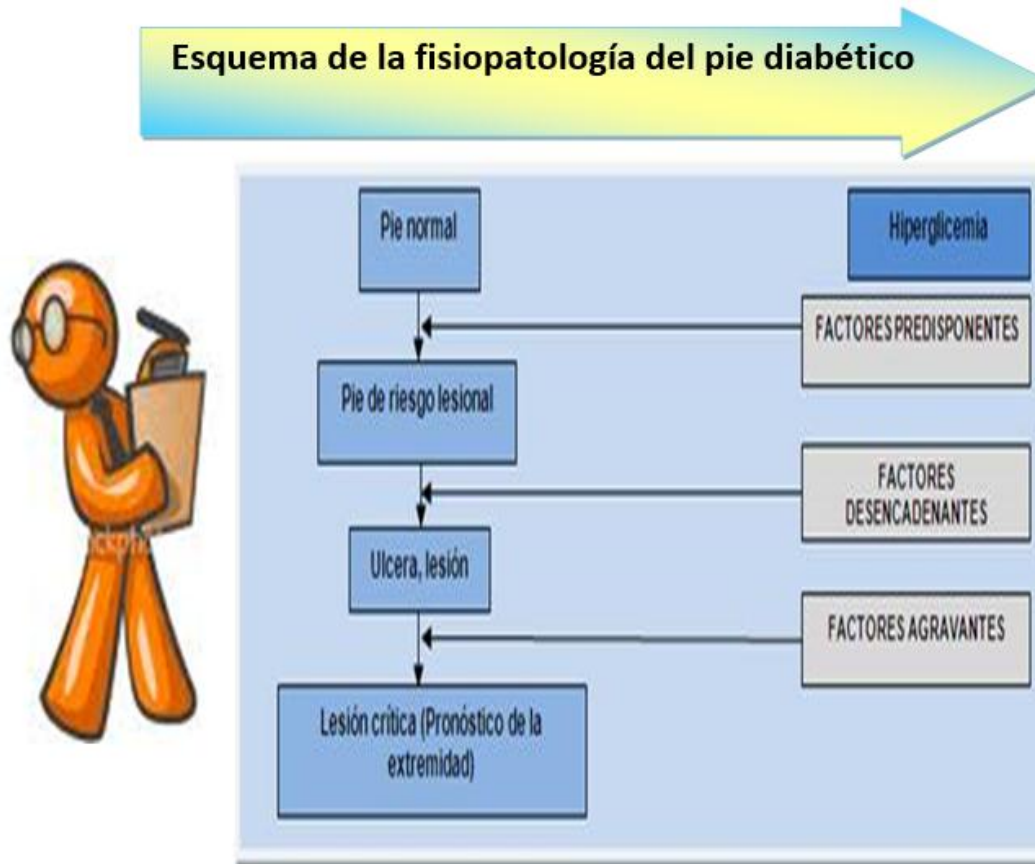 Esquema de la fisiopatología del pie diabético
Pie normal
Hiperglicemia
FACTORES PREDISPONENTES
Pie de riesgo lesional
FACTORES
DESENCADENANTES
Ulcera, lesión
FACTORES AGRAVANTES
Lesión crítica (Pronóstico de la
extremidad)